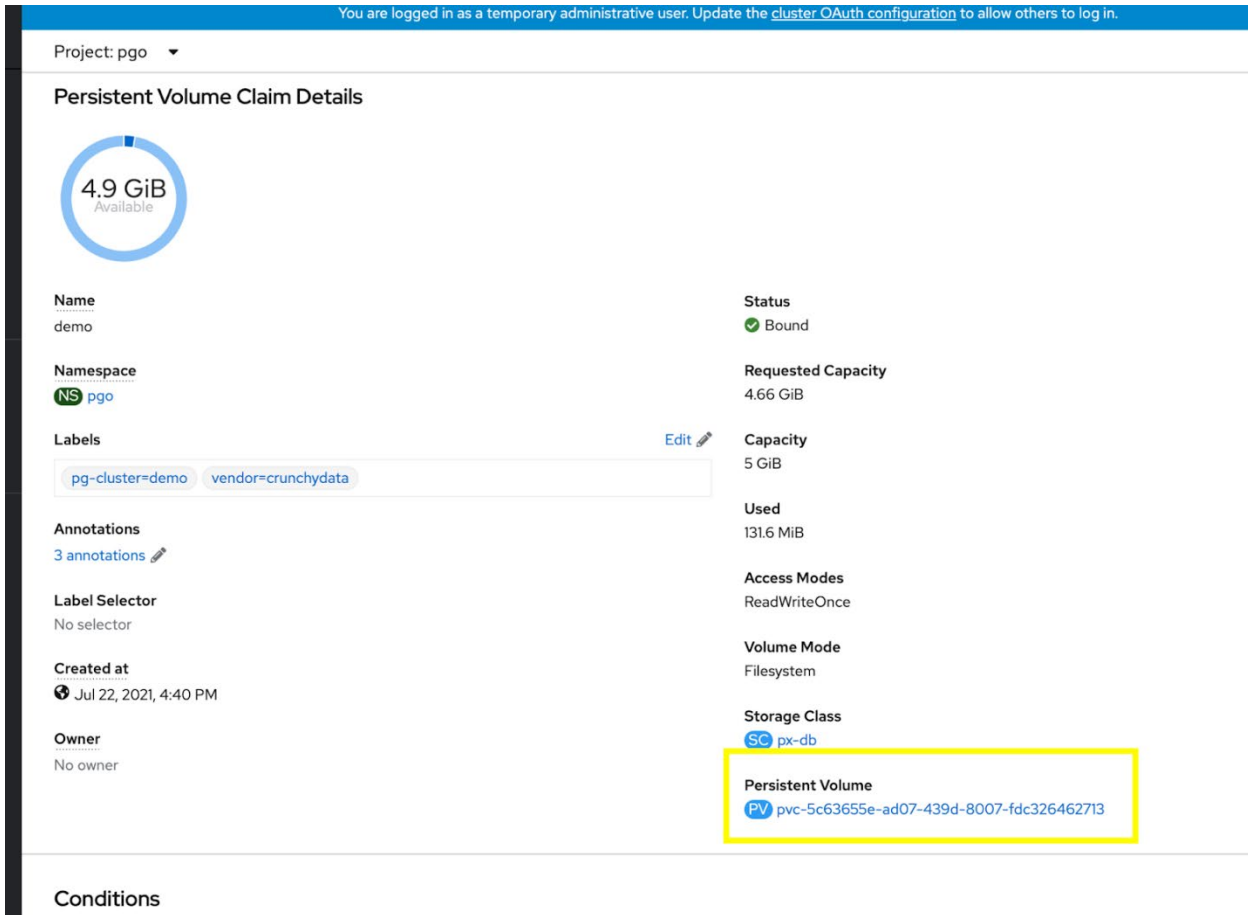 You are logged in as a temporary administrative user. Update the cluster OAuth configuration to allow others to log in.
Project: pgo
Persistent Volume Claim Details
4.9 GiB
Available
Name
demo
Namespace
NS pgo
Labels
Edit
pg-cluster=demo vendor=crunchydata
Annotations
3 annotations
Label Selector
No selector
Created at
Jul 22, 2021, 4:40 PM
Owner
No owner
Status
Bound
Requested Capacity
4.66 GiB
Capacity
5 GiB
Used
131.6 MiB
Access Modes
ReadWriteOnce
Volume Mode
Filesystem
Storage Class
SC px-db
Persistent Volume
PV pvc-5c63655e-ad07-439d-8007-fdc326462713
Conditions